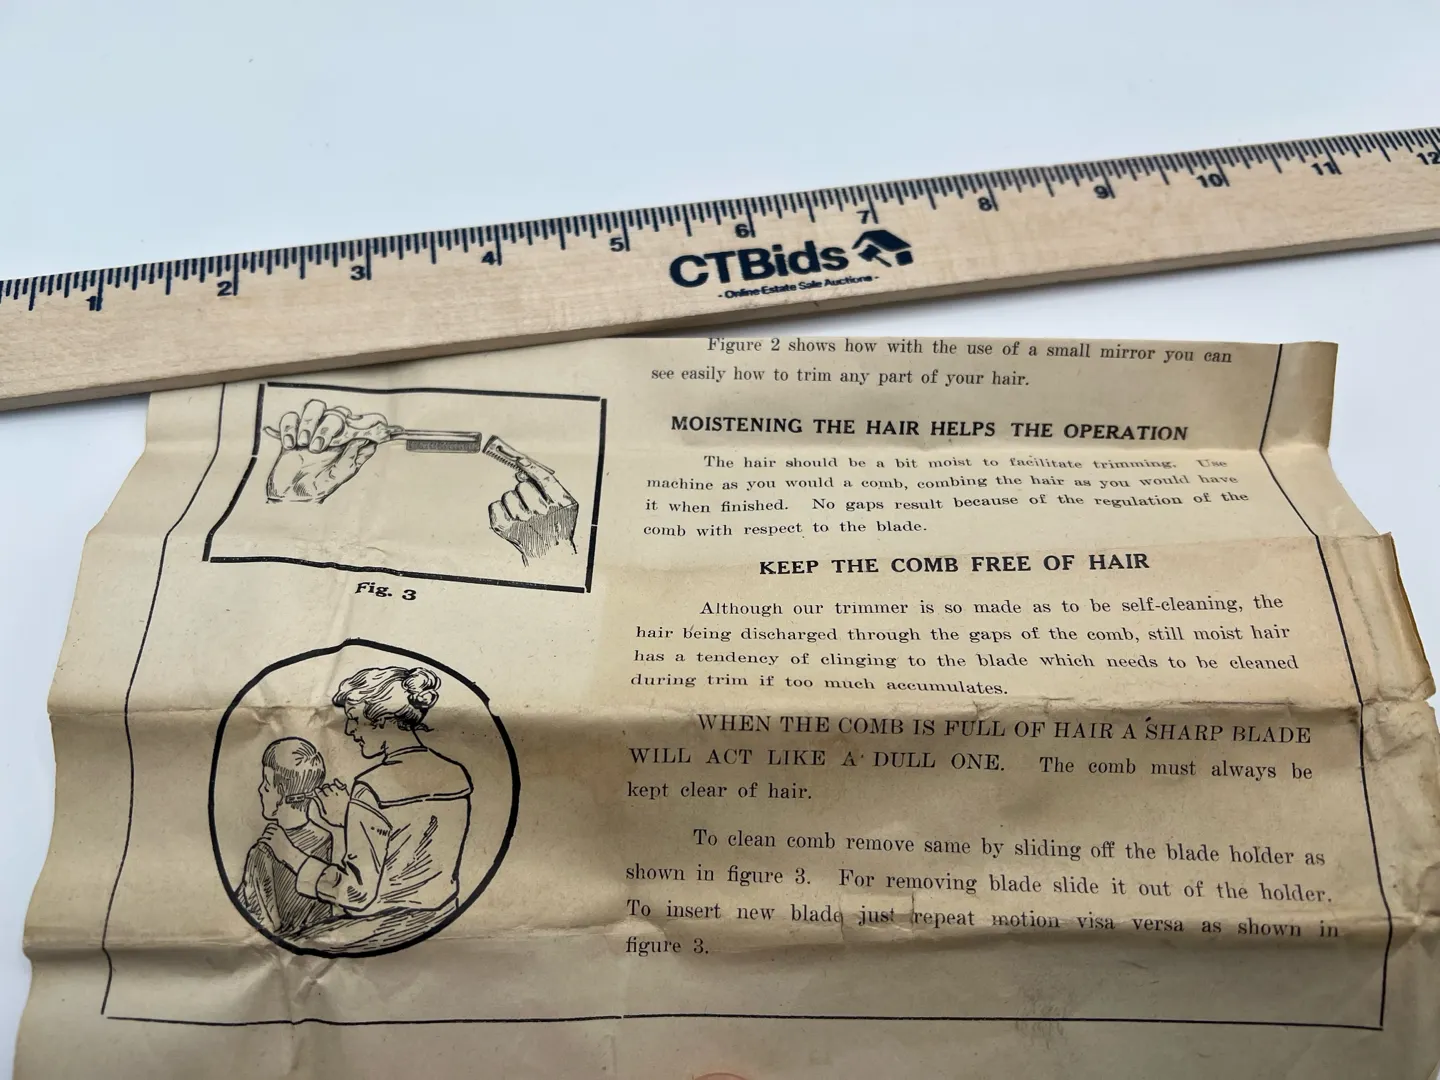 1 2 3 4 5 6 7 8 9 10 11 12
CTBids
- Online Estate Sale Auctions -
Figure 2 shows how with the use of a small mirror you can
see easily how to trim any part of your hair.
MOISTENING THE HAIR HELPS THE OPERATION
The hair should be a bit moist to facilitate trimming. Use
machine as you would a comb, combing the hair as you would have
it when finished. No gaps result because of the regulation of the
comb with respect to the blade.
Fig. 3
KEEP THE COMB FREE OF HAIR
Although our trimmer is so made as to be self-cleaning, the
hair being discharged through the gaps of the comb, still moist hair
has a tendency of clinging to the blade which needs to be cleaned
during trim if too much accumulates.
WHEN THE COMB IS FULL OF HAIR A SHARP BLADE
WILL ACT LIKE A DULL ONE. The comb must always be
kept clear of hair.
To clean comb remove same by sliding off the blade holder as
shown in figure 3. For removing blade slide it out of the holder.
To insert new blade just repeat motion visa versa as shown in
figure 3.